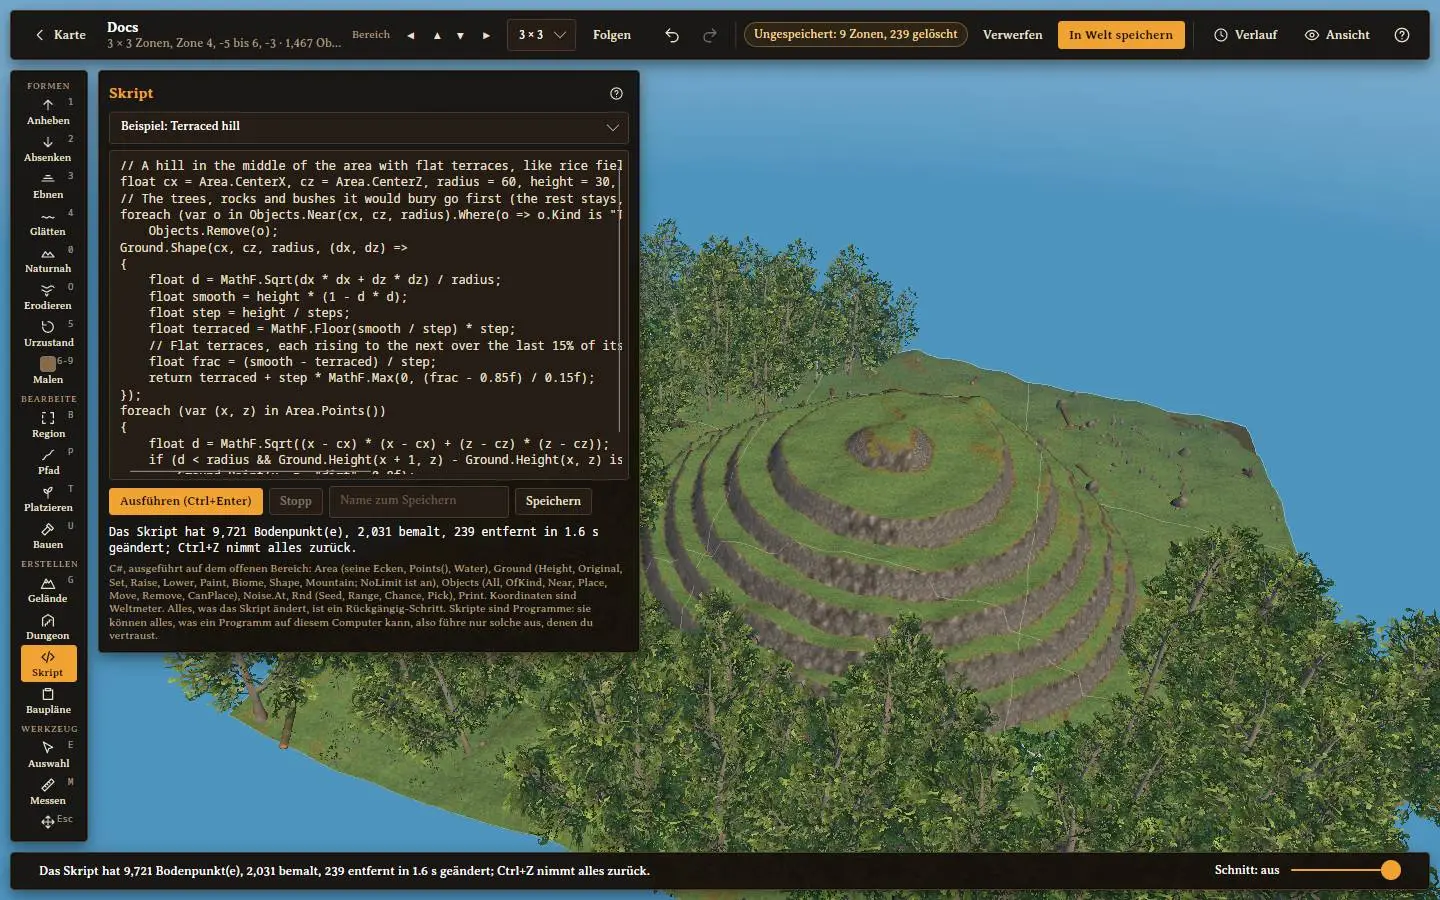 Karte
Docs
3 × 3 Zonen, Zone 4, -5 bis 6, -3 · 1,467 Ob...
Bereich
3 × 3
Folgen
Ungespeichert: 9 Zonen, 239 gelöscht
Verwerfen
In Welt speichern
Verlauf
Ansicht
FORMEN
1
Anheben
2
Absenken
3
Ebnen
4
Glätten
0
Naturnah
O
Erodieren
5
Urzustand
6-9
Malen
BEARBEITE
B
Region
P
Pfad
T
Platzieren
U
Bauen
ERSTELLEN
G
Gelände
Dungeon
Skript
Baupläne
WERKZEUG
E
Auswahl
M
Messen
Esc
Skript
Beispiel: Terraced hill
// A hill in the middle of the area with flat terraces, like rice fiel
float cx = Area.CenterX, cz = Area.CenterZ, radius = 60, height = 30,
// The trees, rocks and bushes it would bury go first (the rest stays,
foreach (var o in Objects.Near(cx, cz, radius).Where(o => o.Kind is "T
Objects.Remove(o);
Ground.Shape(cx, cz, radius, (dx, dz) =>
{
float d = MathF.Sqrt(dx * dx + dz * dz) / radius;
float smooth = height * (1 - d * d);
float step = height / steps;
float terraced = MathF.Floor(smooth / step) * step;
// Flat terraces, each rising to the next over the last 15% of its
float frac = (smooth - terraced) / step;
return terraced + step * MathF.Max(0, (frac - 0.85f) / 0.15f);
});
foreach (var (x, z) in Area.Points())
{
float d = MathF.Sqrt((x - cx) * (x - cx) + (z - cz) * (z - cz));
if (d < radius && Ground.Height(x + 1, z) - Ground.Height(x, z) is
Ausführen (Ctrl+Enter)
Stopp
Name zum Speichern
Speichern
Das Skript hat 9,721 Bodenpunkt(e), 2,031 bemalt, 239 entfernt in 1.6 s
geändert; Ctrl+Z nimmt alles zurück.
C#, ausgeführt auf dem offenen Bereich: Area (seine Ecken, Points(), Water), Ground (Height, Original,
Set, Raise, Lower, Paint, Biome, Shape, Mountain; NoLimit ist an), Objects (All, OfKind, Near, Place,
Move, Remove, CanPlace), Noise.At, Rnd (Seed, Range, Chance, Pick), Print. Koordinaten sind
Weltmeter. Alles, was das Skript ändert, ist ein Rückgängig-Schritt. Skripte sind Programme: sie
können alles, was ein Programm auf diesem Computer kann, also führe nur solche aus, denen du
vertraust.
Das Skript hat 9,721 Bodenpunkt(e), 2,031 bemalt, 239 entfernt in 1.6 s geändert; Ctrl+Z nimmt alles zurück.
Schnitt: aus